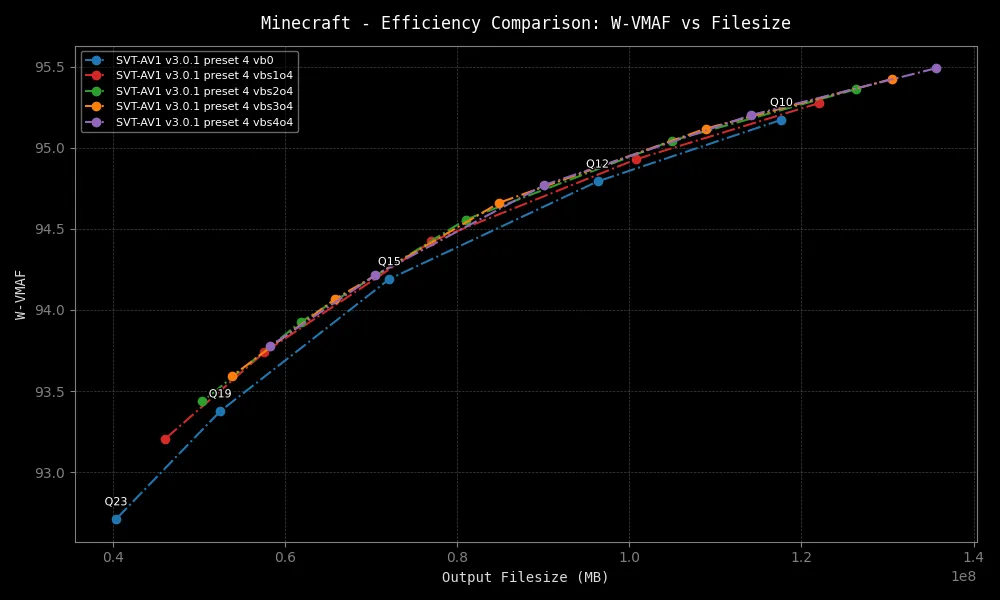 Minecraft - Efficiency Comparison: W-VMAF vs Filesize
SVT-AV1 v3.0.1 preset 4 vb0
SVT-AV1 v3.0.1 preset 4 vbs1o4
SVT-AV1 v3.0.1 preset 4 vbs2o4
SVT-AV1 v3.0.1 preset 4 vbs3o4
SVT-AV1 v3.0.1 preset 4 vbs4o4
95.5
95.0
94.5
94.0
93.5
93.0
W-VMAF
Q10
Q12
Q15
Q19
Q23
0.4
0.6
0.8
1.0
1.2
1.4
1e8
Output Filesize (MB)